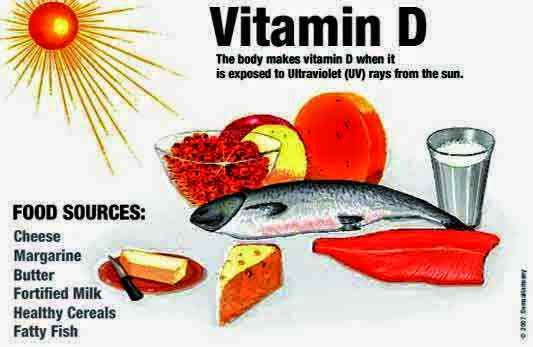 Vitamin D
The body makes vitamin D when it
is exposed to Ultraviolet (UV) rays from the sun.
FOOD SOURCES:
Cheese
Margarine
Butter
Fortified Milk
Healthy Cereals
Fatty Fish
© 2007